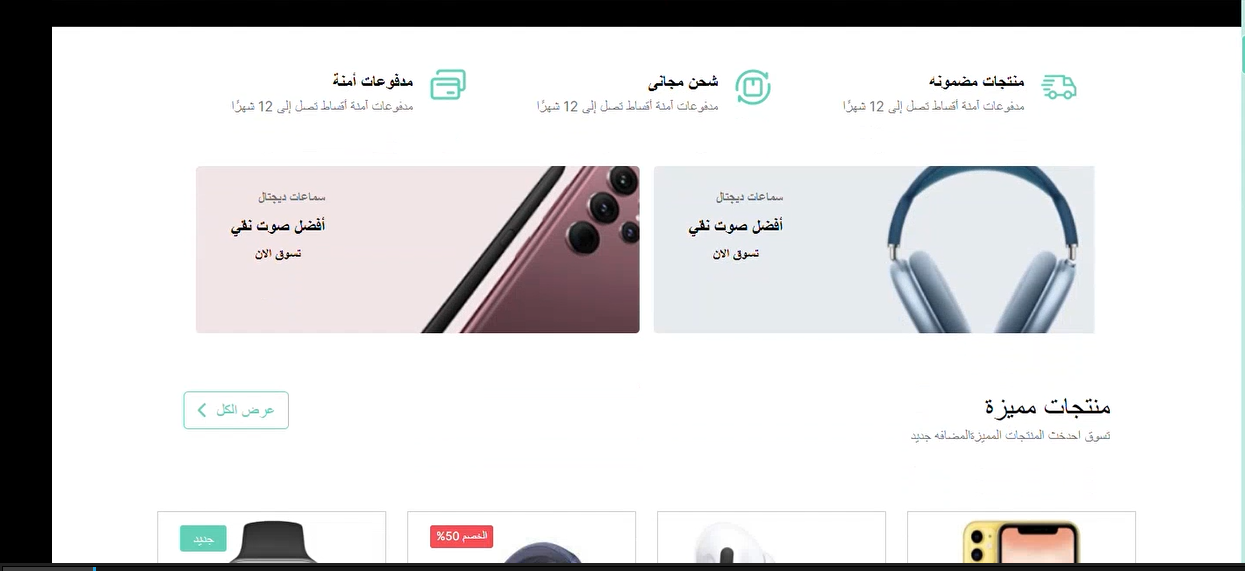 منتجات مضمونه
مدفوعات آمنة أقساط تصل إلى 12 شهرًا
شحن مجانى
مدفوعات آمنة أقساط تصل إلى 12 شهرًا
مدفوعات أمنة
مدفوعات آمنة أقساط تصل إلى 12 شهرًا
سماعات ديجتال
أفضل صوت نقي
تسوق الان
سماعات ديجتال
أفضل صوت نقي
تسوق الان
منتجات مميزة
تسوق احدث المنتجات المميزةالمضافه جديد
عرض الكل
الخصم 50%
جديد